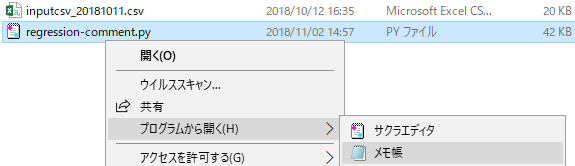 inputcsv_20181011.csv 2018/10/12 16:35 Microsoft Excel CS... 20 KB
regression-comment.py 2018/11/02 14:57 PY ファイル 42 KB
開く(O)
ウイルススキャン...
共有
プログラムから開く(H)
サクラエディタ
メモ帳
アクセスを許可する(G)